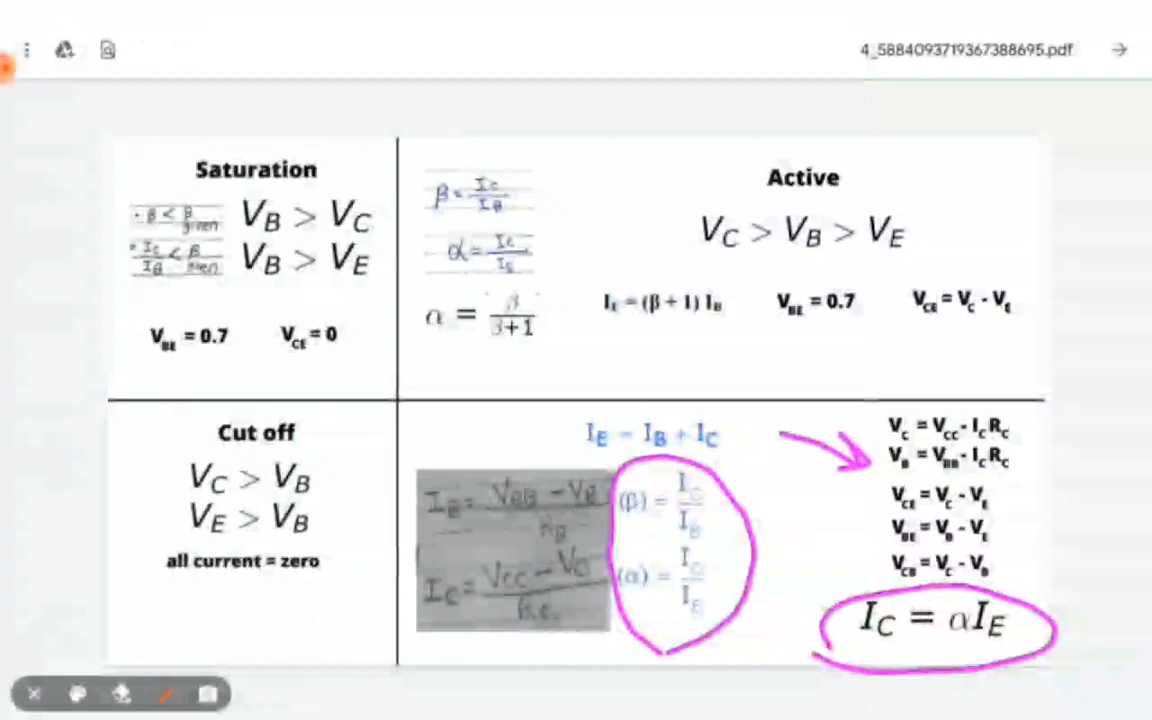 4_5884093719367388695.pdf
Saturation
• β < β given
V_B > V_C
• I_C / I_B < β given
V_B > V_E
V_BE = 0.7
V_CE = 0
β = I_C / I_B
α = I_C / I_E
α = β / β+1
Active
V_C > V_B > V_E
I_E = (β + 1) I_B
V_BE = 0.7
V_CE = V_C - V_E
Cut off
V_C > V_B
V_E > V_B
all current = zero
I_E = I_B + I_C
I_B = V_BB - V_B / R_B
I_C = V_CC - V_C / R.C.
(β) = I_C / I_B
(α) = I_C / I_E
V_C = V_CC - I_C R_C
V_B = V_BB - I_C R_C
V_CE = V_C - V_E
V_BE = V_B - V_E
V_CB = V_C - V_B
I_C = αI_E